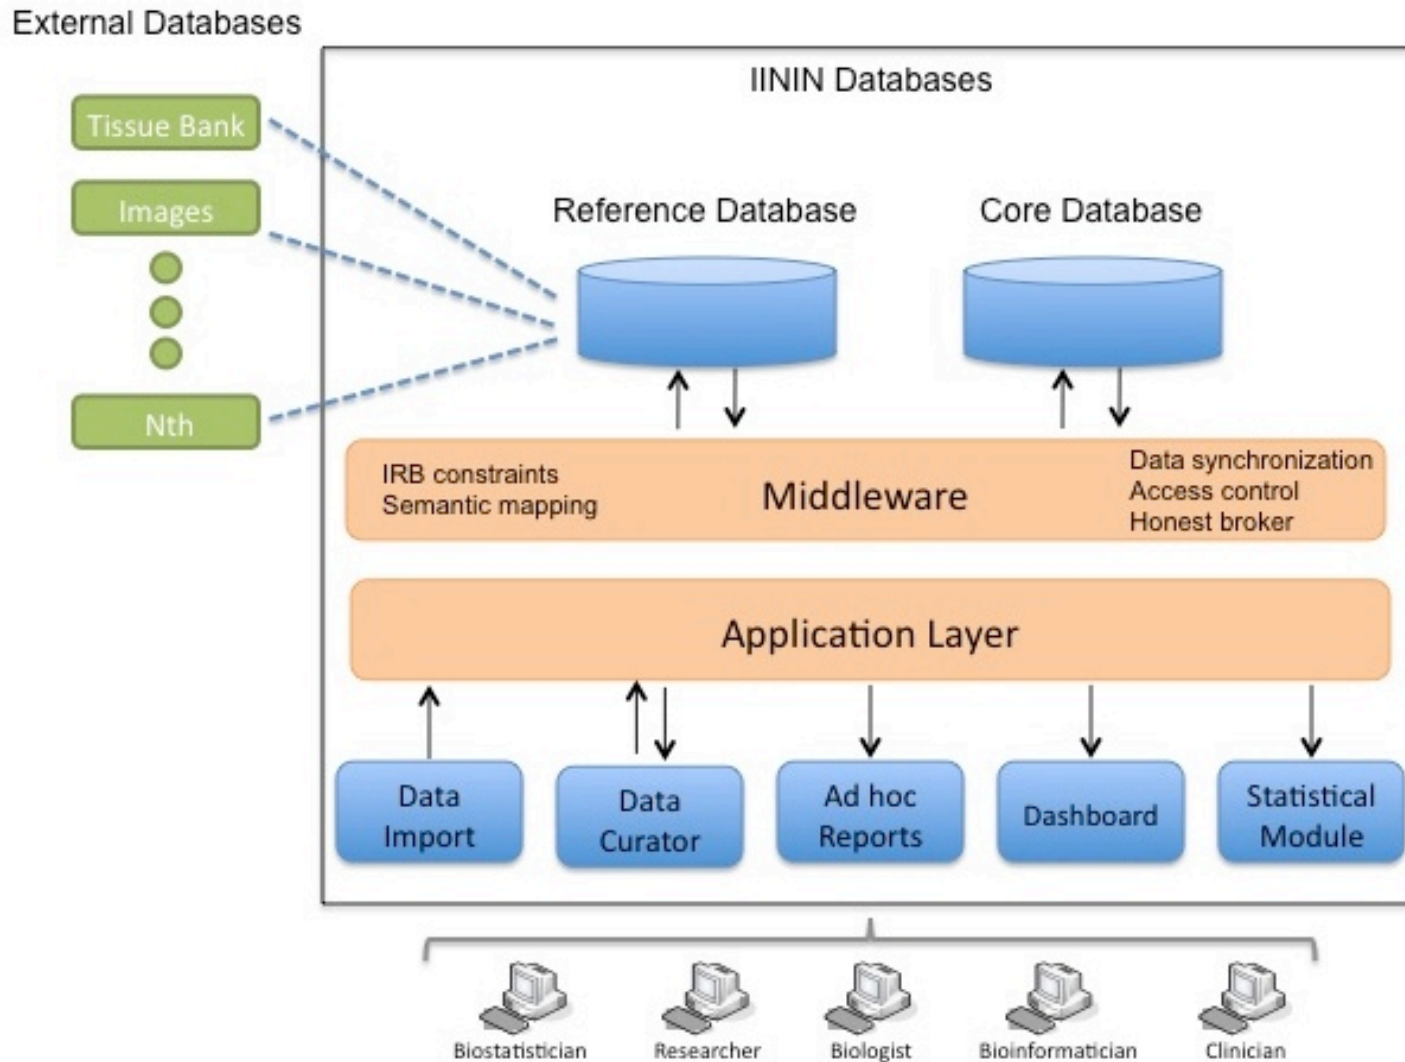 External Databases
IININ Databases
Tissue Bank
Images
Nth
Reference Database
Core Database
IRB constraints
Semantic mapping
Middleware
Data synchronization
Access control
Honest broker
Application Layer
Data
Import
Data
Curator
Ad hoc
Reports
Dashboard
Statistical
Module
Biostatistician
Researcher
Biologist
Bioinformatician
Clinician